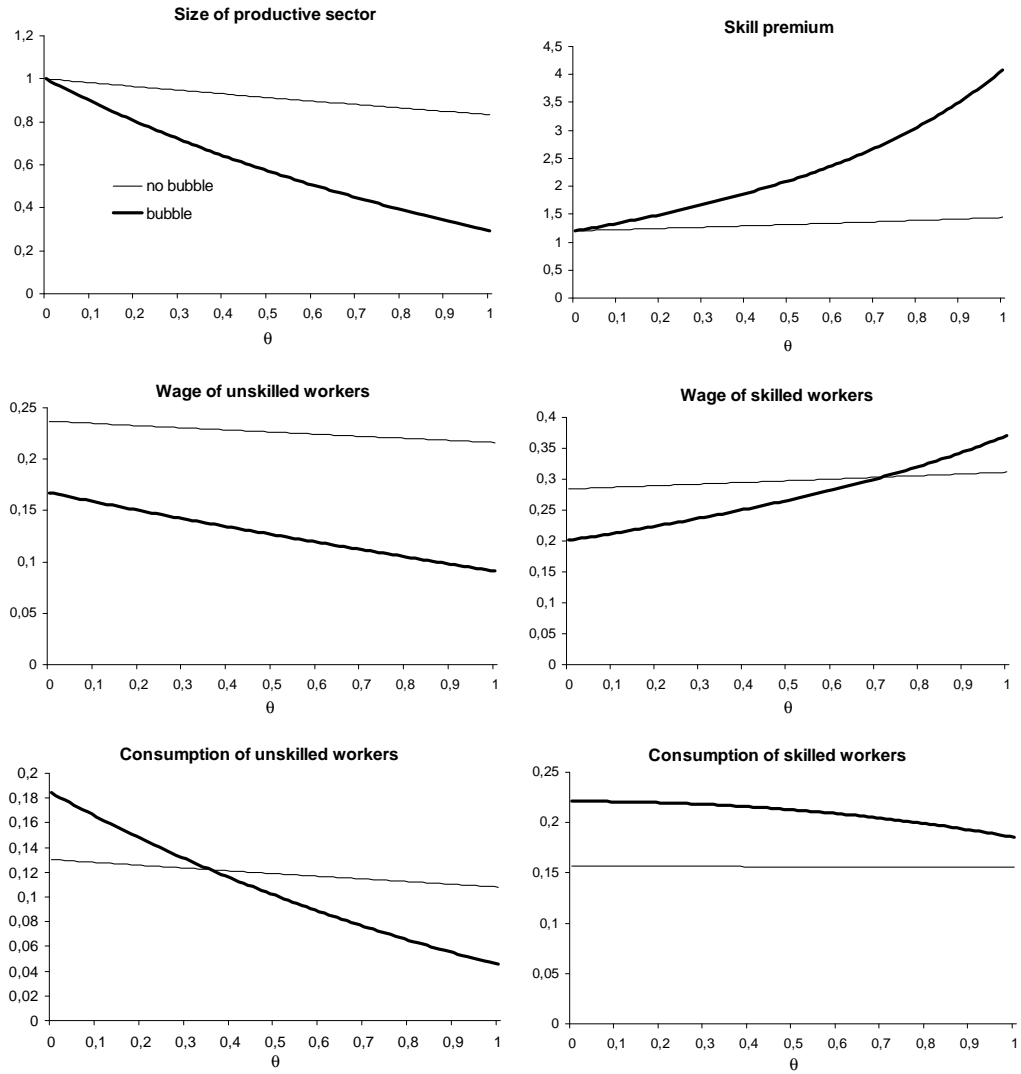 Size of productive sector
1,2
1
0,8
0,6
0,4
0,2
0
no bubble
bubble
0 0,1 0,2 0,3 0,4 0,5 0,6 0,7 0,8 0,9 1
θ
Skill premium
4,5
4
3,5
3
2,5
2
1,5
1
1,5
0
0 0,1 0,2 0,3 0,4 0,5 0,6 0,7 0,8 0,9 1
θ
Wage of unskilled workers
0,25
0,2
0,15
0,1
0,05
0
0 0,1 0,2 0,3 0,4 0,5 0,6 0,7 0,8 0,9 1
θ
Wage of skilled workers
0,4
0,35
0,3
0,25
0,2
0,15
0,1
0,05
0
0 0,1 0,2 0,3 0,4 0,5 0,6 0,7 0,8 0,9 1
θ
Consumption of unskilled workers
0,2
0,18
0,16
0,14
0,12
0,1
0,08
0,06
0,04
0,02
0
0 0,1 0,2 0,3 0,4 0,5 0,6 0,7 0,8 0,9 1
θ
Consumption of skilled workers
0,25
0,2
0,15
0,1
0,05
0
0 0,1 0,2 0,3 0,4 0,5 0,6 0,7 0,8 0,9 1
θ